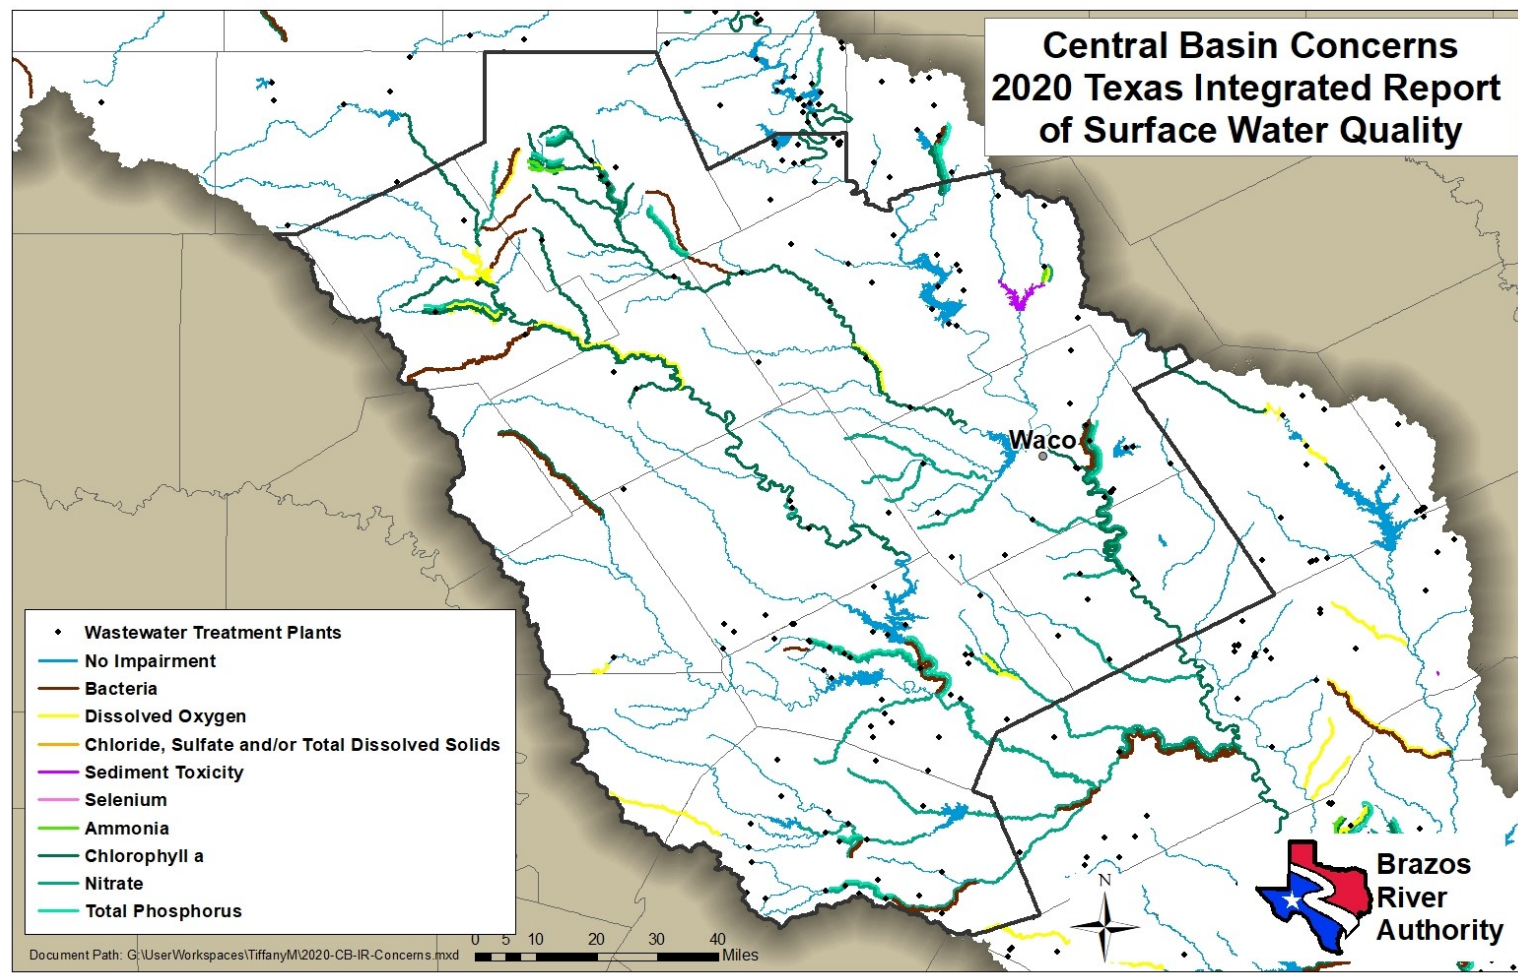 Central Basin Concerns
2020 Texas Integrated Report
of Surface Water Quality
Waco
Wastewater Treatment Plants
No Impairment
Bacteria
Dissolved Oxygen
Chloride, Sulfate and/or Total Dissolved Solids
Sediment Toxicity
Selenium
Ammonia
Chlorophyll a
Nitrate
Total Phosphorus
Brazos
River
Authority
N
0 5 10 20 30 40
Miles
Document Path: G:\UserWorkspaces\TiffanyM\2020-CB-IR-Concerns.mxd